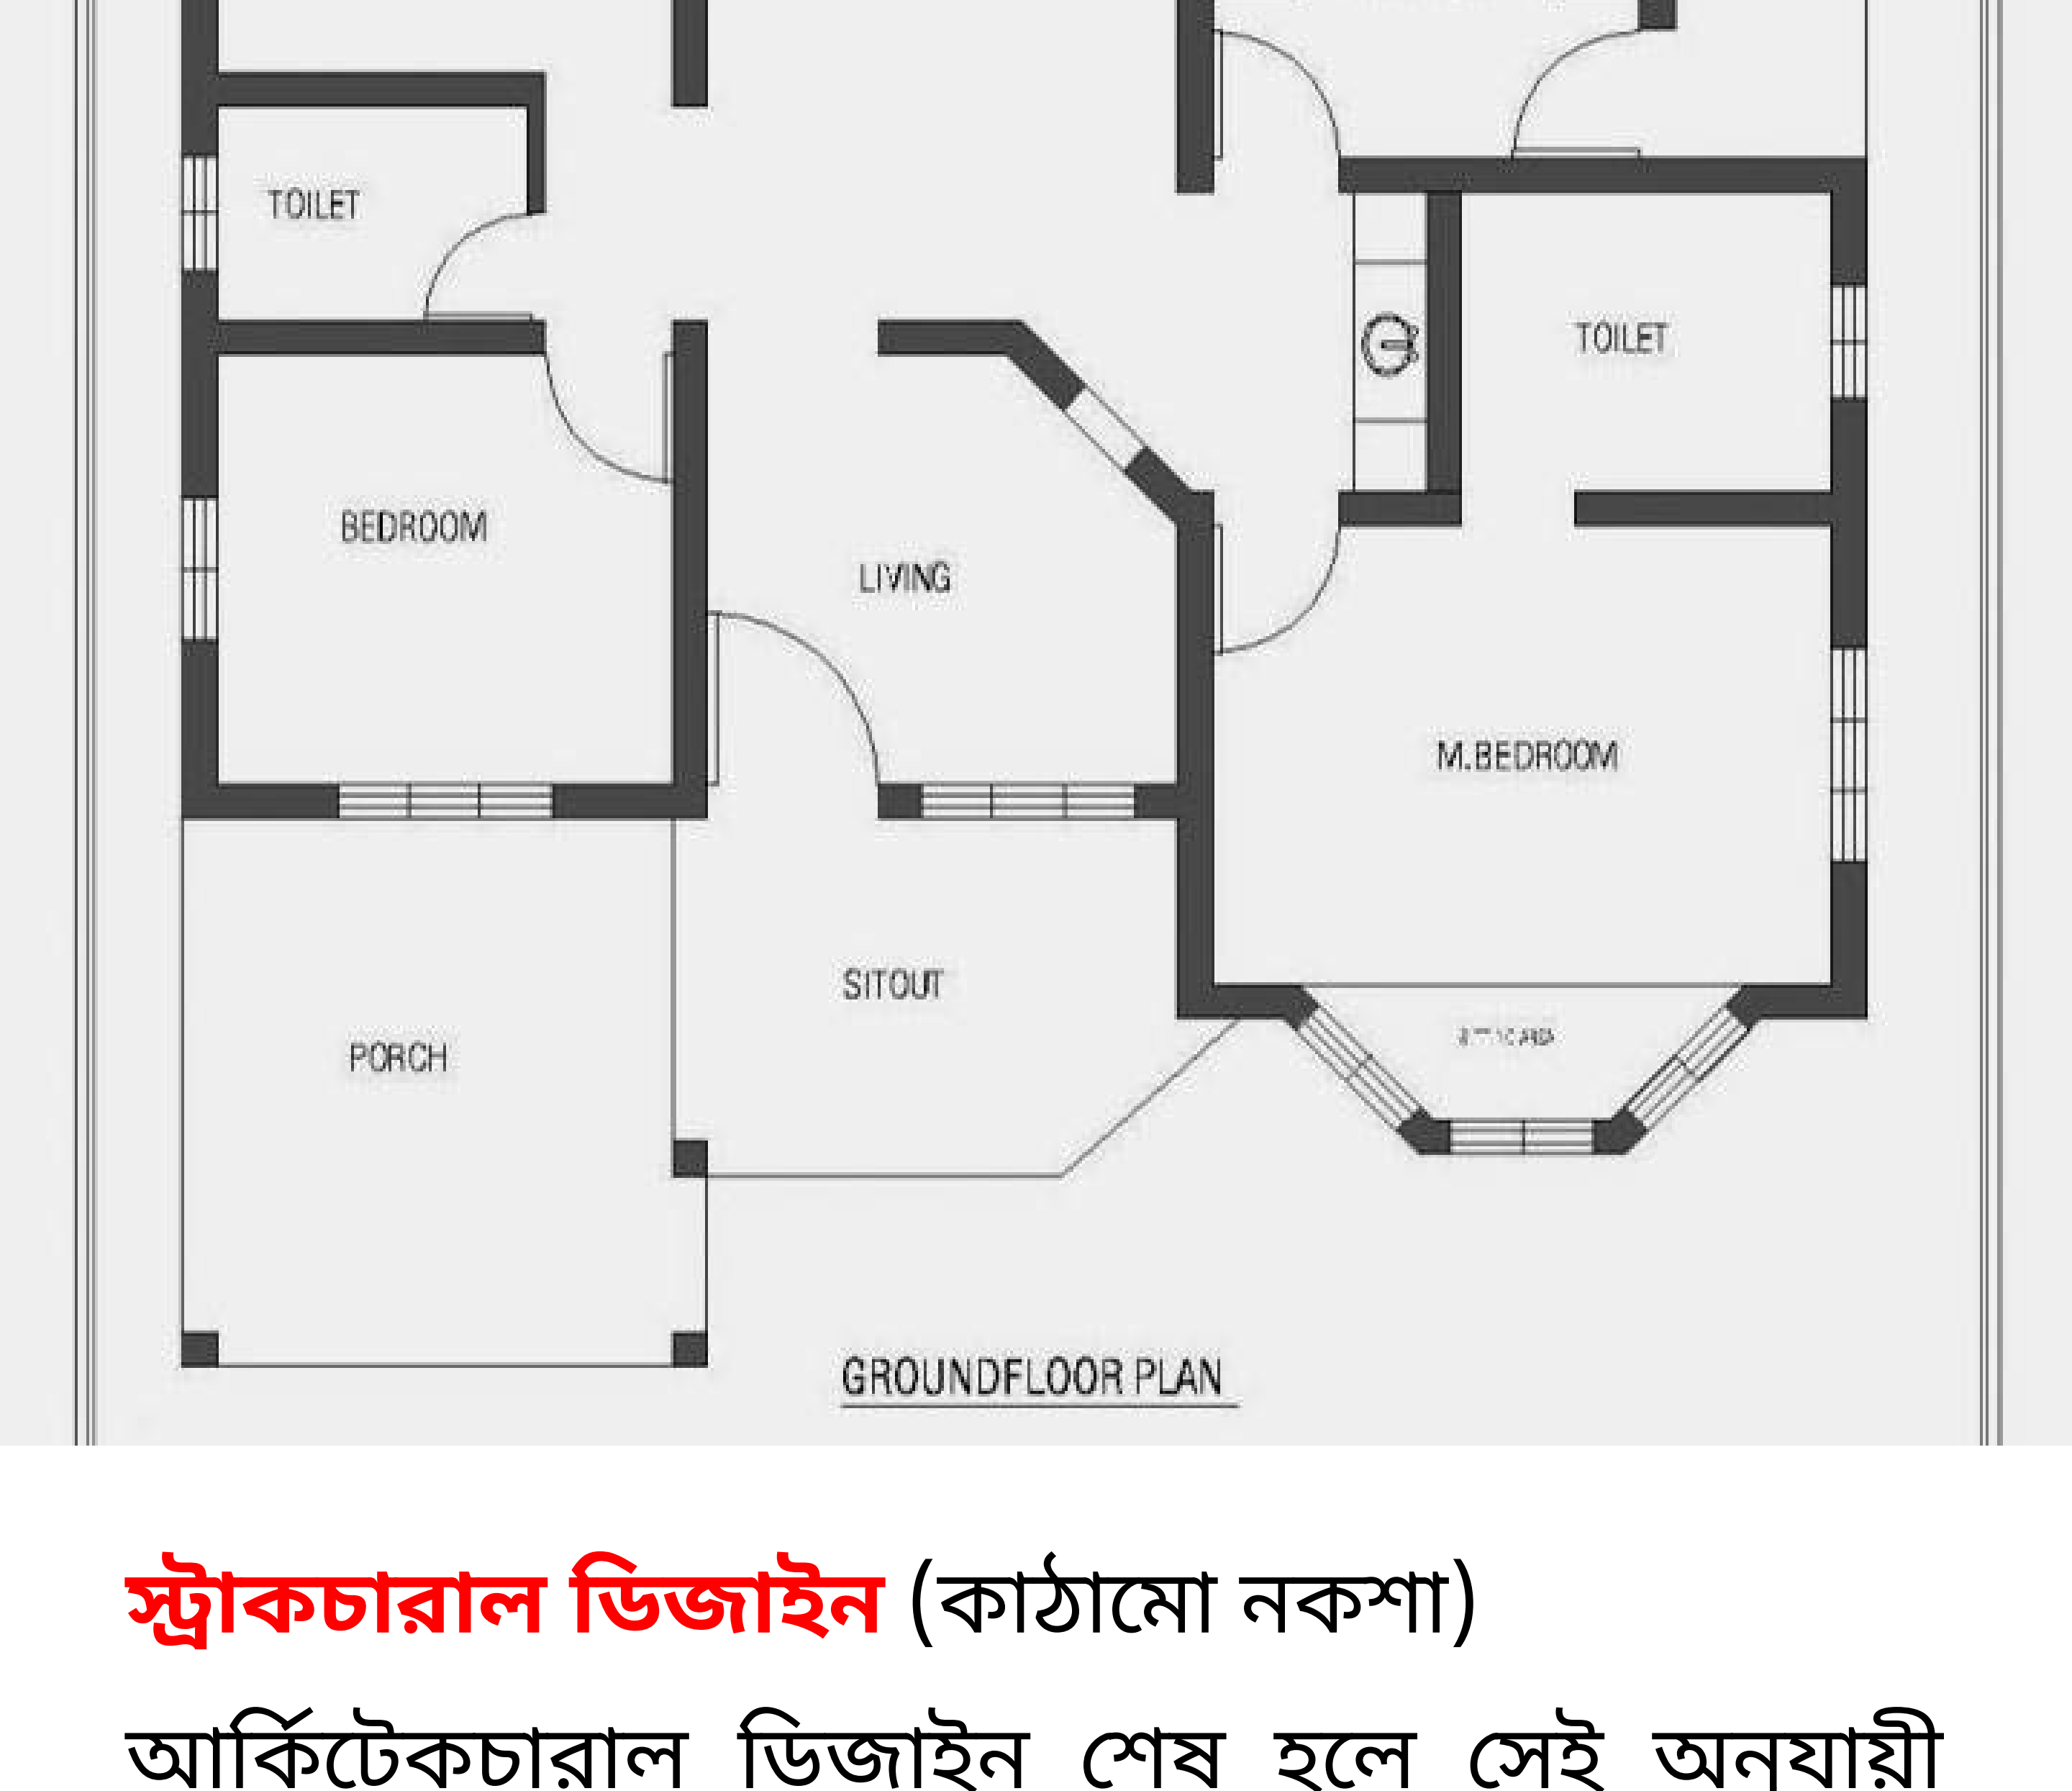 TOILET
TOILET
BEDROOM
LIVING
M.BEDROOM
SITOUT
PORCH
GROUNDFLOOR PLAN
স্ট্রাকচারাল ডিজাইন (কাঠামো নকশা)
আর্কিটেকচারাল ডিজাইন শেষ হলে সেই অনুযায়ী